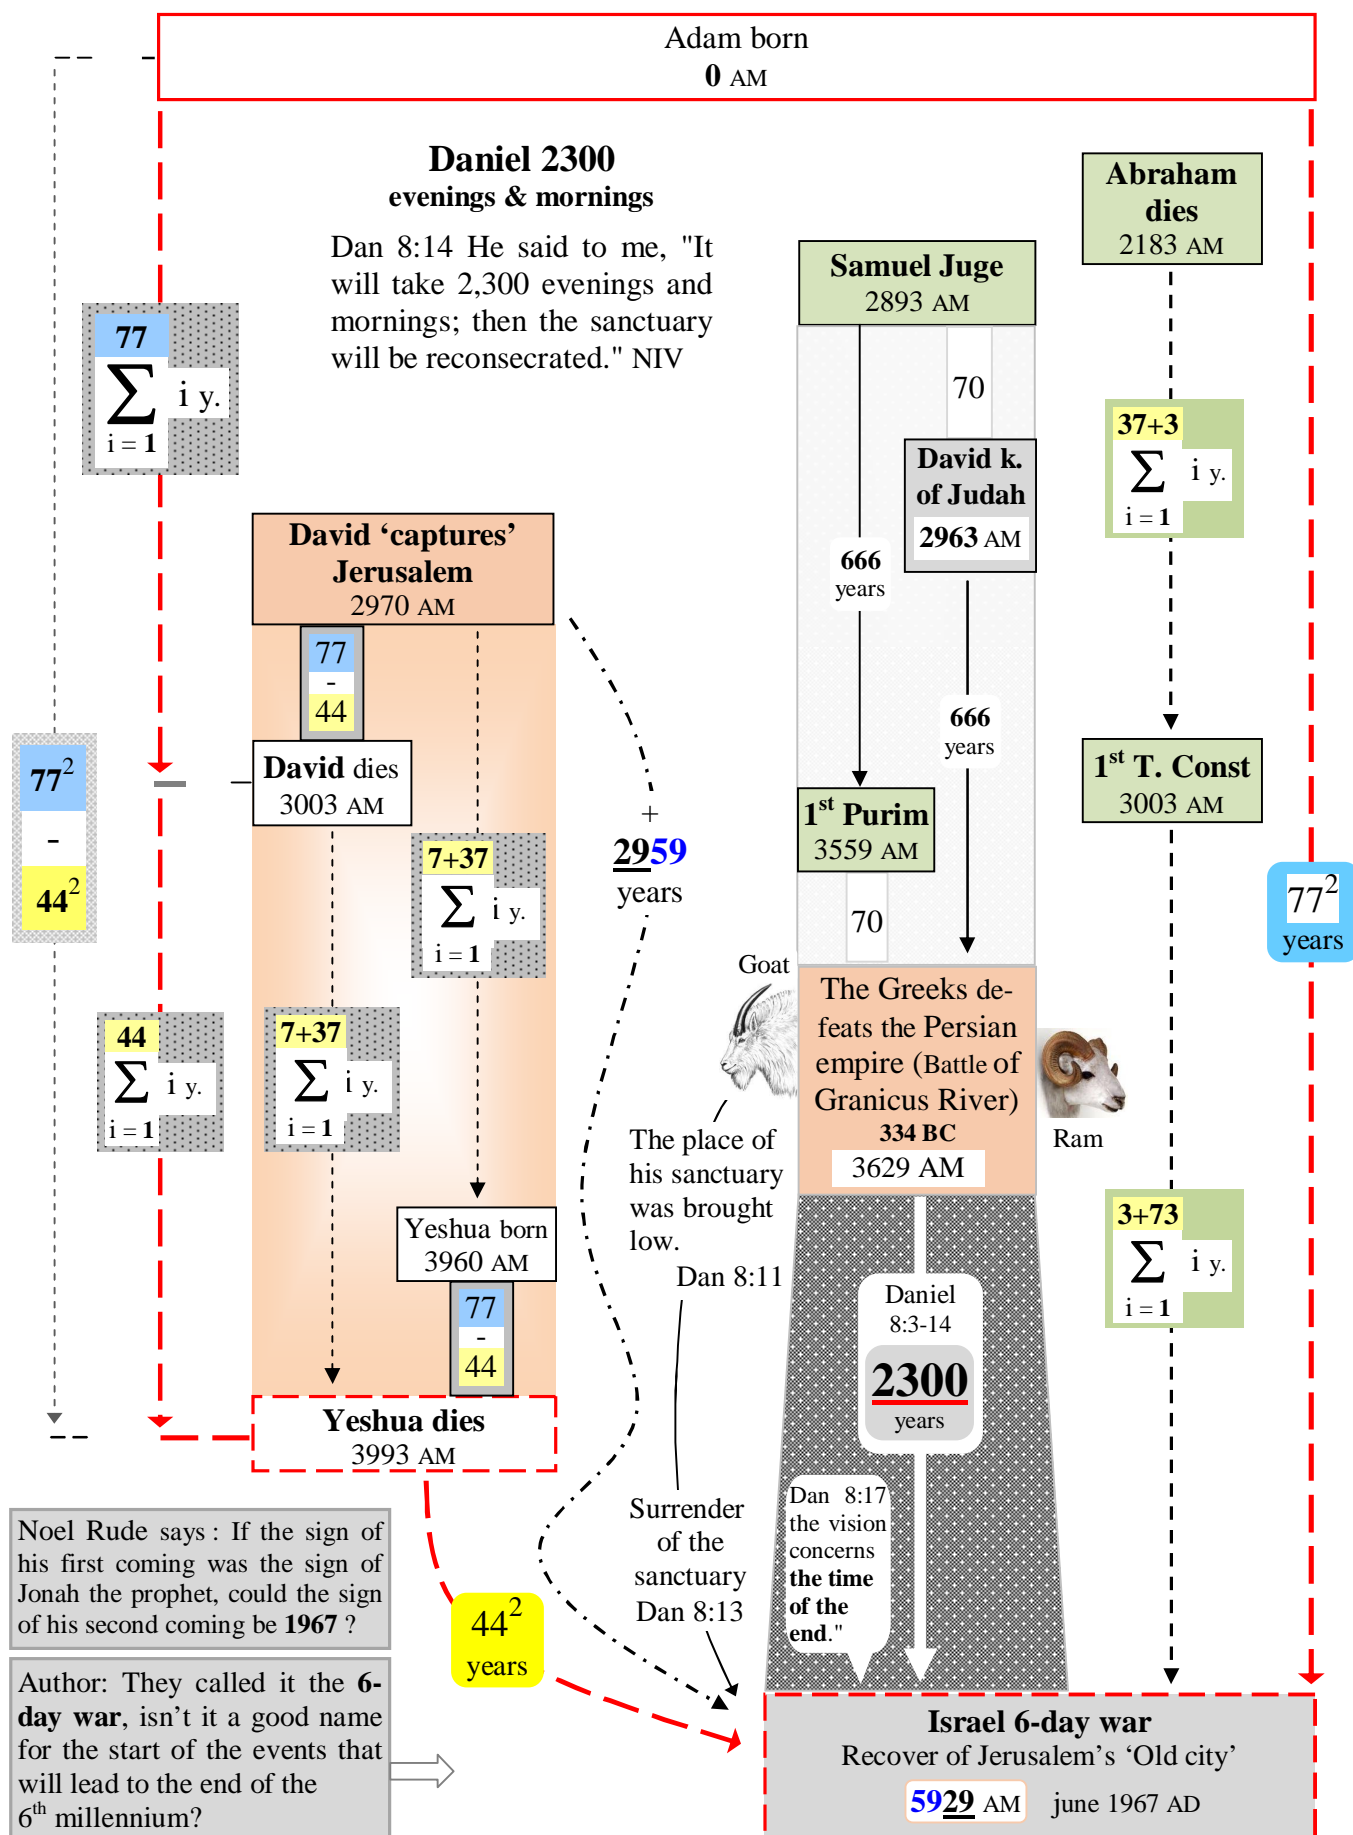 Adam born
0 AM
Daniel 2300
evenings & mornings
Dan 8:14 He said to me, "It
will take 2,300 evenings and
mornings; then the sanctuary
will be reconsecrated." NIV
Abraham
dies
2183 AM
Samuel Juge
2893 AM
77
∑ i y.
i = 1
70
David k.
of Judah
2963 AM
37+3
∑ i y.
i = 1
David ‘captures’
Jerusalem
2970 AM
666
years
77
-
44
666
years
77²
-
44²
David dies
3003 AM
1st T. Const
3003 AM
1st Purim
3559 AM
+
2959
years
7+37
∑ i y.
i = 1
77²
years
70
Goat
The Greeks de-
feats the Persian
empire (Battle of
Granicus River)
334 BC
3629 AM
Ram
44
∑ i y.
i = 1
7+37
∑ i y.
i = 1
The place of
his sanctuary
was brought
low.
Dan 8:11
Yeshua born
3960 AM
3+73
∑ i y.
i = 1
77
-
44
Daniel
8:3-14
2300
years
Yeshua dies
3993 AM
Dan 8:17
the vision
concerns
the time
of the
end."
Surrender
of the
sanctuary
Dan 8:13
Noel Rude says : If the sign of
his first coming was the sign of
Jonah the prophet, could the sign
of his second coming be 1967 ?
44²
years
Author: They called it the 6-
day war, isn’t it a good name
for the start of the events that
will lead to the end of the
6th millennium?
Israel 6-day war
Recover of Jerusalem’s ‘Old city’
5929 AM june 1967 AD